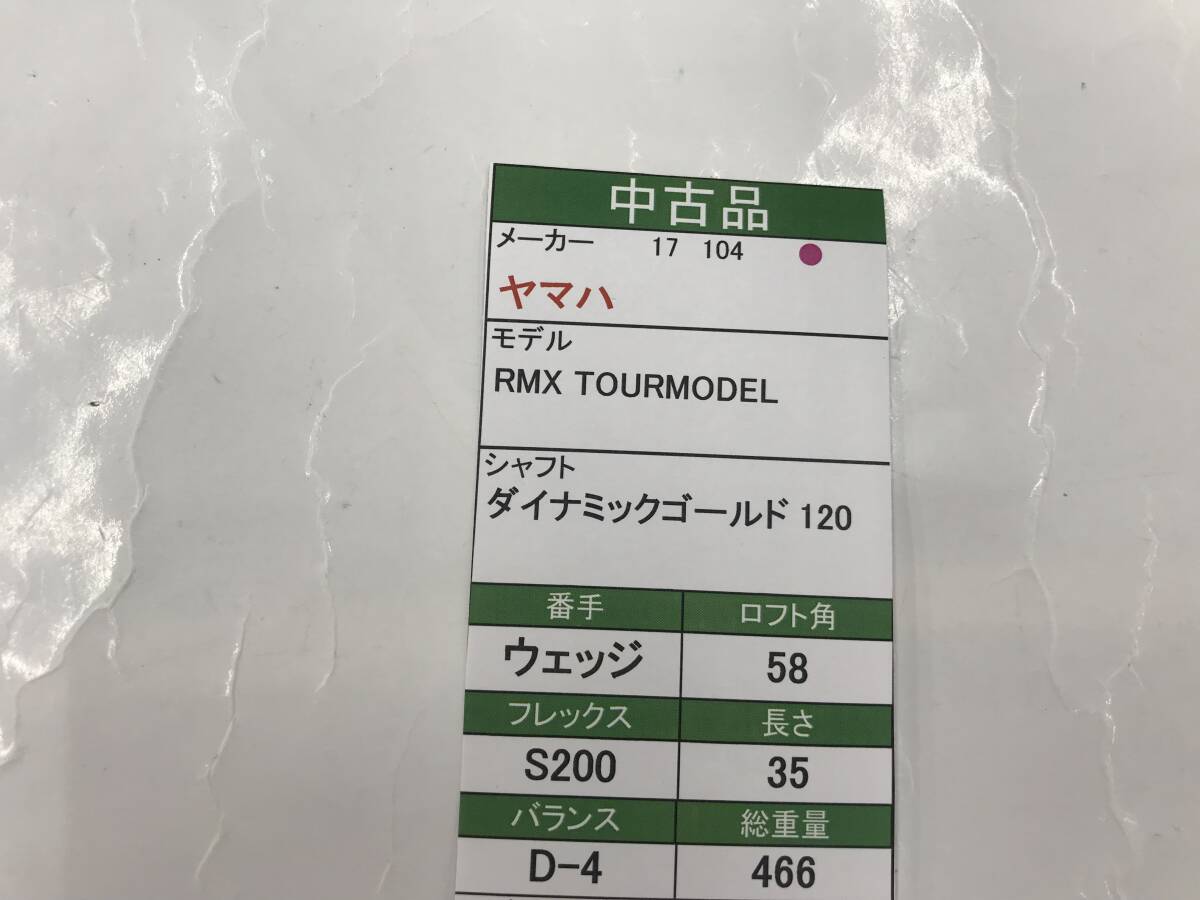 中古品
メーカー 17 104
ヤマハ
モデル
RMX TOURMODEL
シャフト
ダイナミックゴールド 120
番手 ロフト角
ウェッジ 58
フレックス 長さ
S200 35
バランス 総重量
D-4 466